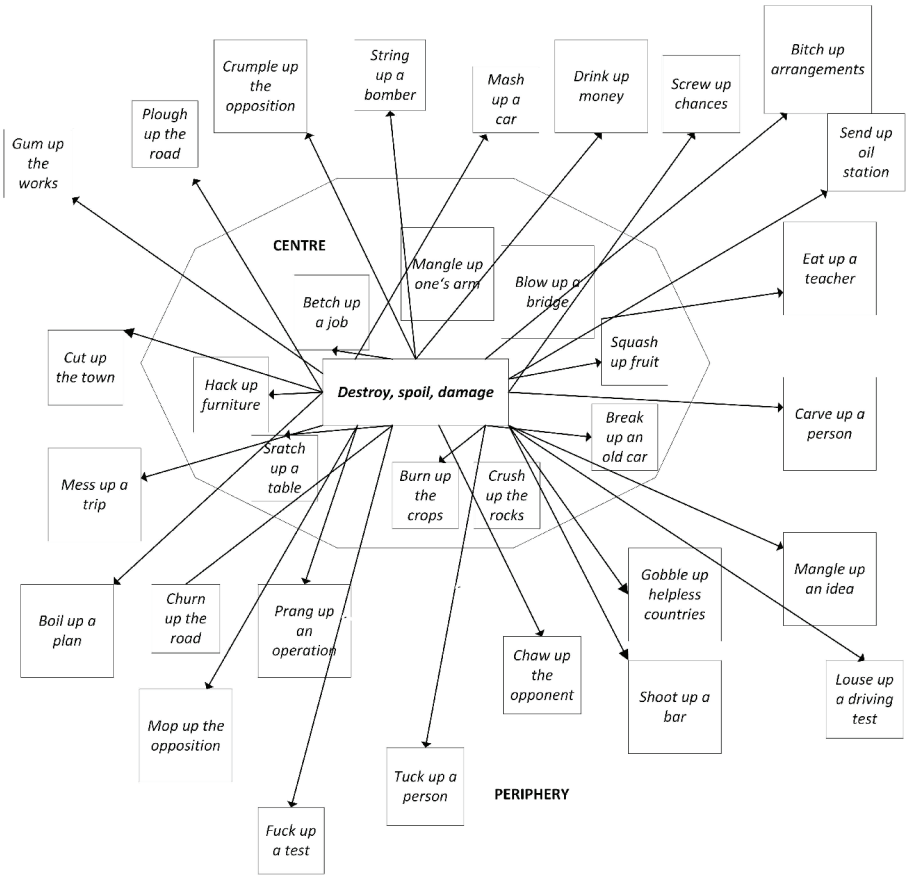 Crumple up
the
opposition
String
up a
bomber
Mash
up a
car
Drink up
money
Screw up
chances
Bitch up
arrangements
Plough
up the
road
Gum up
the
works
Send up
oil
station
CENTRE
Mangle up
one's arm
Blow up a
bridge
Eat up a
teacher
Betch up
a job
Squash
up fruit
Cut up
the town
Hack up
furniture
Destroy, spoil, damage
Carve up a
person
Break
up an
old car
Sratch
up a
table
Mess up a
trip
Burn up
the
crops
Crush
up the
rocks
Boil up a
plan
Churn
up the
road
Prang up
an
operation
Gobble up
helpless
countries
Mangle up
an idea
Chaw up
the
opponent
Shoot up a
bar
Louse up
a driving
test
Mop up the
opposition
Tuck up a
person
PERIPHERY
Fuck up
a test